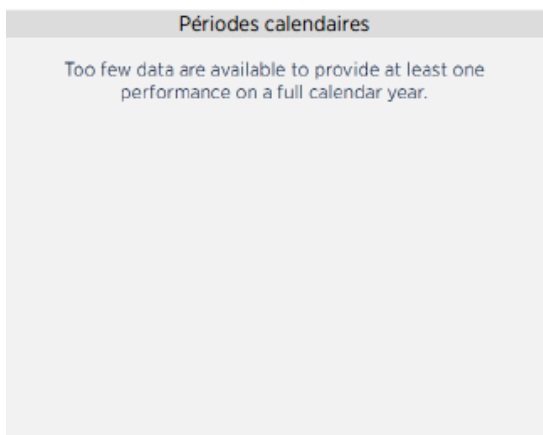 Périodes calendaires
Too few data are available to provide at least one
performance on a full calendar year.